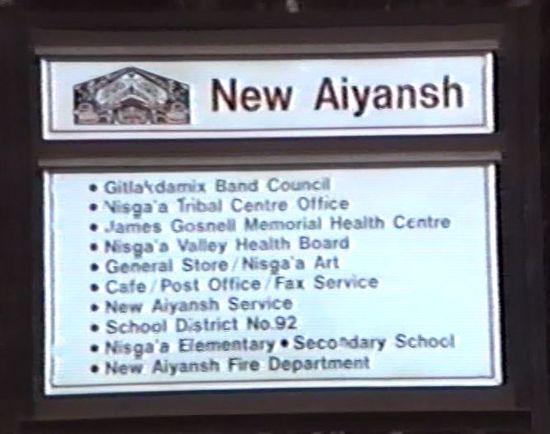 New Aiyansh
• Gitlakdamix Band Council
• Nisga'a Tribal Centre Office
• James Gosnell Memorial Health Centre
• Nisga'a Valley Health Board
• General Store/Nisga'a Art
• Cafe/Post Office/Fax Service
• New Aiyansh Service
• School District No.92
• Nisga'a Elementary • Secondary School
• New Aiyansh Fire Department